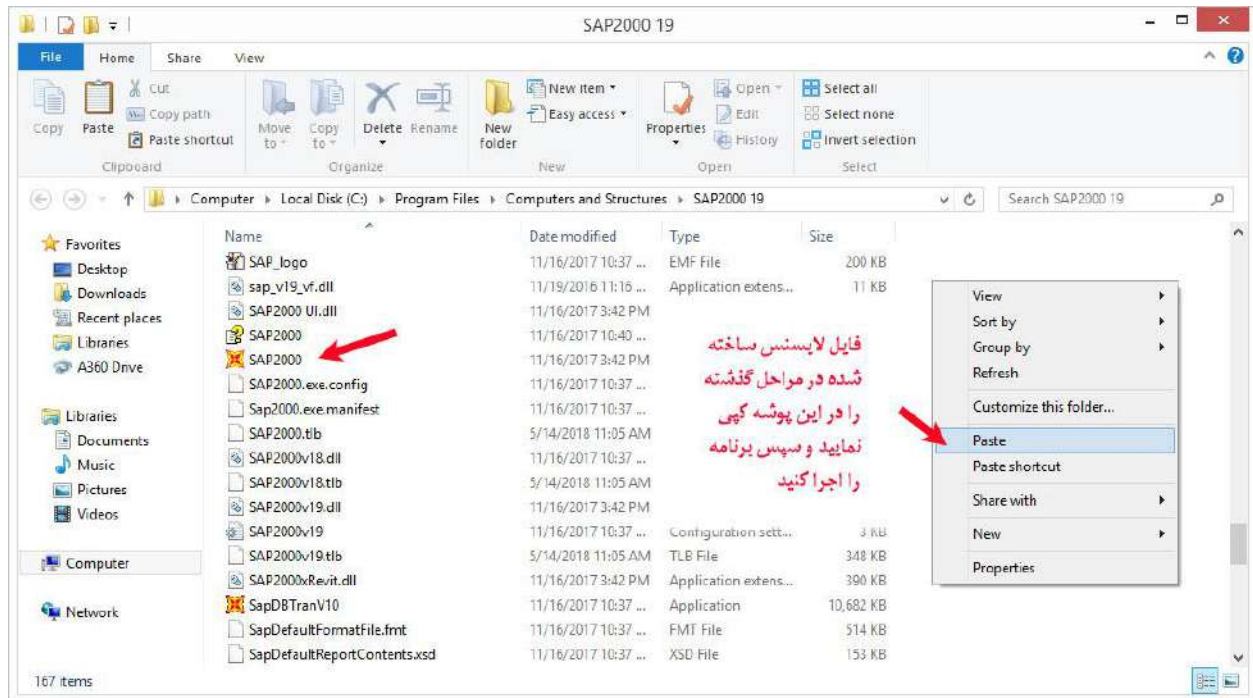 SAP2000 19
File Home Share View
Copy
Paste
Cut
Copy path
Paste shortcut
Clipboard
Move to
Copy to
Delete
Rename
Organize
New folder
New item
Easy access
New
Properties
Open
Edit
History
Open
Select all
Select none
Invert selection
Select
Computer Local Disk (C:) Program Files Computers and Structures SAP2000 19
Search SAP2000 19
Favorites
Desktop
Downloads
Recent places
Libraries
A360 Drive
Libraries
Documents
Music
Pictures
Videos
Computer
Network
Name Date modified Type Size
SAP_logo 11/16/2017 10:37 ... EMF File 200 KB
sap_v19_vf.dll 11/19/2016 11:16 ... Application extens... 11 KB
SAP2000 UI.dll 11/16/2017 3:42 PM
SAP2000 11/16/2017 10:40 ...
SAP2000 11/16/2017 3:42 PM
SAP2000.exe.config 11/16/2017 10:37 ...
Sap2000.exe.manifest 11/16/2017 10:37 ...
SAP2000.tlb 5/14/2018 11:05 AM
SAP2000v18.dll 11/16/2017 10:37 ...
SAP2000v18.tlb 5/14/2018 11:05 AM
SAP2000v19.dll 11/16/2017 3:42 PM
SAP2000v19 11/16/2017 10:37 ... Configuration sett... 3 KB
SAP2000v19.tlb 5/14/2018 11:05 AM TLB File 348 KB
SAP2000xRevit.dll 11/16/2017 3:42 PM Application extens... 390 KB
SapDBTranV10 11/16/2017 10:37 ... Application 10,682 KB
SapDefaultFormatFile.fmt 11/16/2017 10:37 ... FMT File 514 KB
SapDefaultReportContents.xsd 11/16/2017 10:37 ... XSD File 153 KB
فایل لایسنس ساخته
شده در مراحل گذشته
را در این پوشه کپی
نمایید و سپس برنامه
را اجرا کنید
View
Sort by
Group by
Refresh
Customize this folder...
Paste
Paste shortcut
Share with
New
Properties
167 items